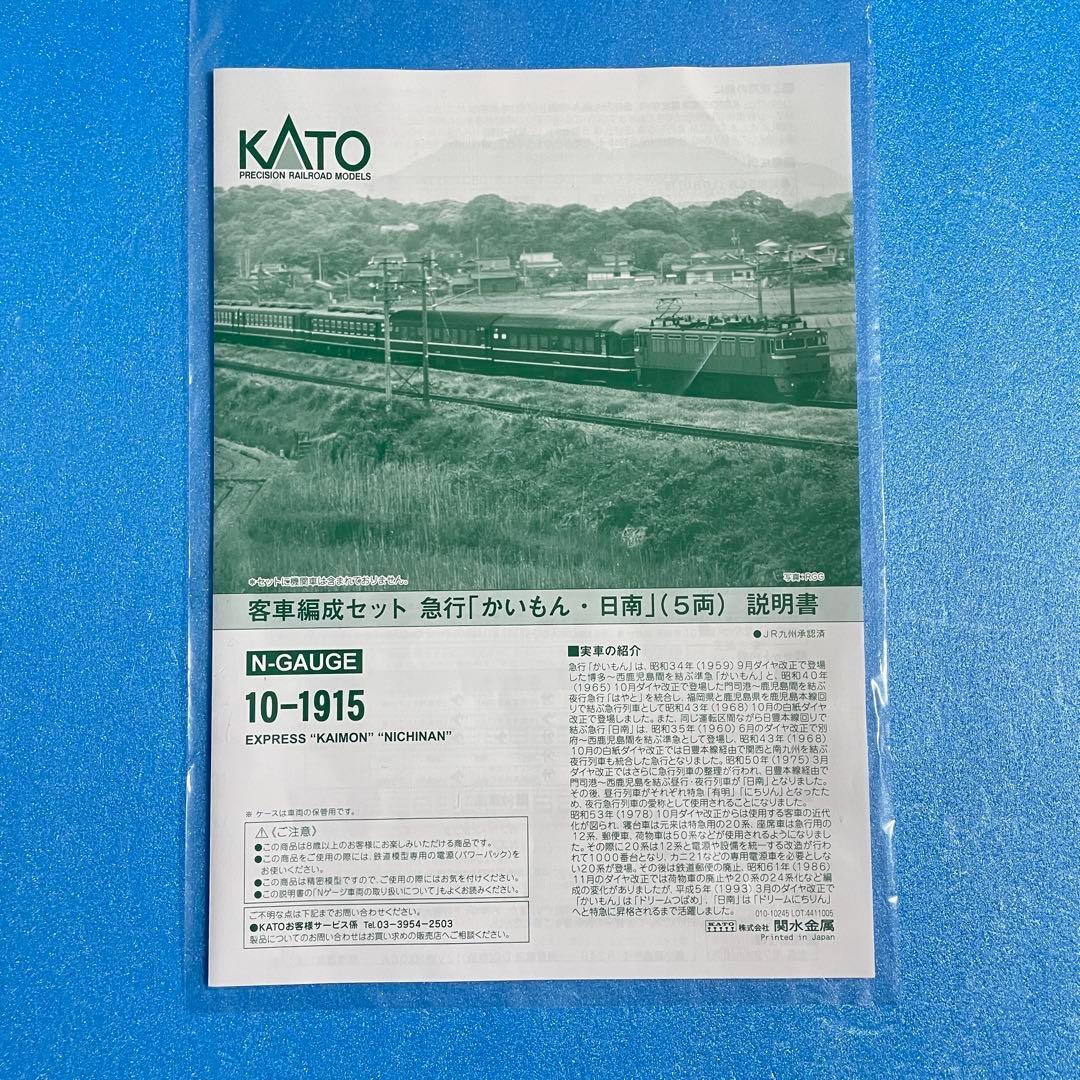 KATO
PRECISION RAILROAD MODELS
＊セットに機関車は含まれておりません。
写真：RGG
客車編成セット 急行「かいもん・日南」（5両） 説明書
●JR九州承認済
N-GAUGE
10-1915
EXPRESS “KAIMON” “NICHINAN”
※ ケースは車両の保管用です。
⚠《ご注意》
●この商品は8歳以上のお客様にお楽しみいただける商品です。
●この商品をご使用の際には、鉄道模型専用の電源（パワーパック）を
お使いください。
●この商品は精密模型ですので、ご使用の際にはお気を付けください。
●この説明書の「Nゲージ車両の取り扱いについて」もよくお読みください。
ご不明な点は下記までお問い合わせください。
●KATOお客様サービス係 Tel.03-3954-2503
製品についてのお問い合わせはお買い求めの販売店へご相談ください。
■実車の紹介
急行「かいもん」は、昭和34年（1959）9月ダイヤ改正で登場
した博多～西鹿児島間を結ぶ準急「かいもん」と、昭和40年
（1965）10月ダイヤ改正で登場した門司港～鹿児島間を結ぶ
夜行急行「はやと」を統合し、福岡県と鹿児島県を鹿児島本線回り
で結ぶ急行列車として昭和43年（1968）10月の白紙ダイヤ
改正で登場しました。また、同じ運転区間ながら日豊本線回りで
結ぶ急行「日南」は、昭和35年（1960）6月のダイヤ改正で別
府～西鹿児島間を結ぶ準急として登場し、昭和43年（1968）
10月の白紙ダイヤ改正では日豊本線経由で関西と南九州を結ぶ
夜行列車も統合した急行となりました。昭和50年（1975）3月
ダイヤ改正ではさらに急行列車の整理が行われ、日豊本線経由で
門司港～西鹿児島を結ぶ昼行・夜行列車が「日南」となりました。
その後、昼行列車がそれぞれ特急「有明」「にちりん」となったた
め、夜行急行列車の愛称として使用されることになりました。
昭和53年（1978）10月ダイヤ改正からは使用する客車の近代
化が図られ、寝台車は元来は特急用の20系、座席車は急行用の
12系、郵便車、荷物車は50系などが使用されるようになりまし
た。その際に20系は12系と電源や設備を統一する改造が行わ
れて1000番台となり、カニ21などの専用電源車を必要としな
い20系が登場。その後は鉄道郵便の廃止、昭和61年（1986）
11月のダイヤ改正では荷物車の廃止や20系の24系化など編
成の変化がありましたが、平成5年（1993）3月のダイヤ改正で
「かいもん」は「ドリームつばめ」、「日南」は「ドリームにちりん」
へと特急に昇格されるまで活躍しました。
010-10245 LOT:4411005
KATO 株式会社 関水金属
Printed in Japan